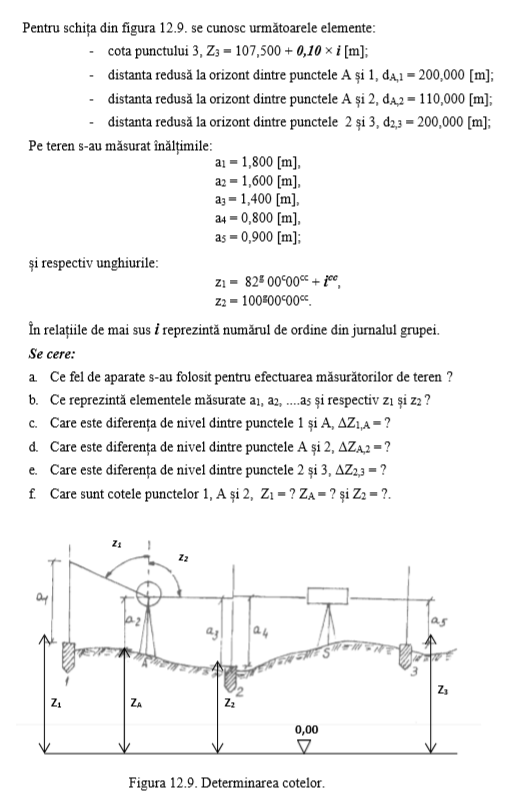 Pentru schița din figura 12.9. se cunosc următoarele elemente:
- cota punctului 3, Z₃ = 107,500 + 0,10 × i [m];
- distanta redusă la orizont dintre punctele A și 1, dA,1 = 200,000 [m];
- distanta redusă la orizont dintre punctele A și 2, dA,2 = 110,000 [m];
- distanta redusă la orizont dintre punctele 2 și 3, d2,3 = 200,000 [m];
Pe teren s-au măsurat înălțimile:
a₁ = 1,800 [m],
a₂ = 1,600 [m],
a₃ = 1,400 [m],
a₄ = 0,800 [m],
a₅ = 0,900 [m];
și respectiv unghiurile:
z₁ = 82ᵍ 00ᶜ00ᶜᶜ + iᶜᶜ,
z₂ = 100ᵍ00ᶜ00ᶜᶜ.
În relațiile de mai sus i reprezintă numărul de ordine din jurnalul grupei.
Se cere:
a. Ce fel de aparate s-au folosit pentru efectuarea măsurătorilor de teren ?
b. Ce reprezintă elementele măsurate a₁, a₂, ....a₅ și respectiv z₁ și z₂ ?
c. Care este diferența de nivel dintre punctele 1 și A, ΔZ1,A = ?
d. Care este diferența de nivel dintre punctele A și 2, ΔZA,2 = ?
e. Care este diferența de nivel dintre punctele 2 și 3, ΔZ2,3 = ?
f. Care sunt cotele punctelor 1, A și 2, Z₁ = ? ZA = ? și Z₂ = ?.
z₁
z₂
a₁
a₂
a₃
a₄
a₅
1
A
2
S
3
Z₁
ZA
Z₂
Z₃
0,00
Figura 12.9. Determinarea cotelor.